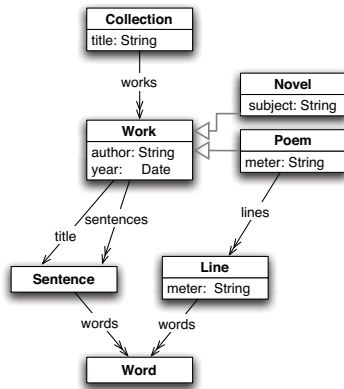 Collection
title: String
works
Novel
subject: String
Work
author: String
year: Date
Poem
meter: String
sentences
title
lines
Sentence
Line
meter: String
words
words
Word